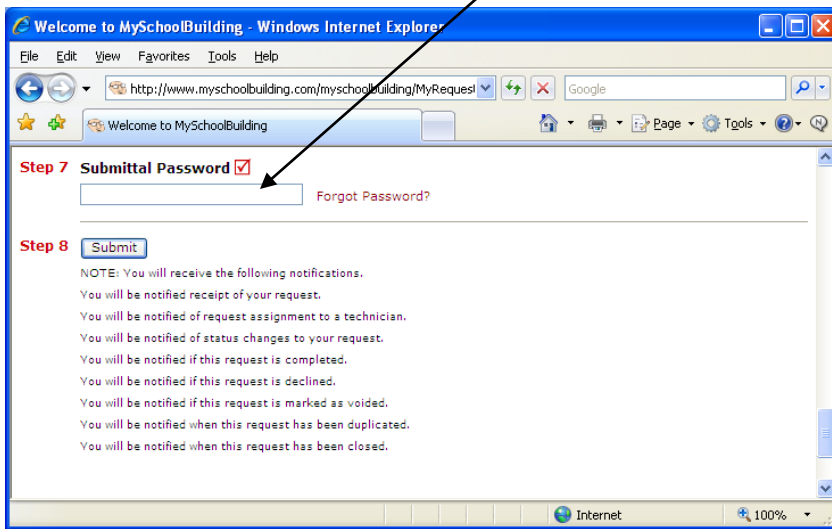 Welcome to MySchoolBuilding - Windows Internet Explorer
File Edit View Favorites Tools Help
http://www.myschoolbuilding.com/myschoolbuilding/MyReques Google
Welcome to MySchoolBuilding Page Tools
Step 7 Submittal Password
Forgot Password?
Step 8 Submit
NOTE: You will receive the following notifications.
You will be notified receipt of your request.
You will be notified of request assignment to a technician.
You will be notified of status changes to your request.
You will be notified if this request is completed.
You will be notified if this request is declined.
You will be notified if this request is marked as voided.
You will be notified when this request has been duplicated.
You will be notified when this request has been closed.
Internet 100%